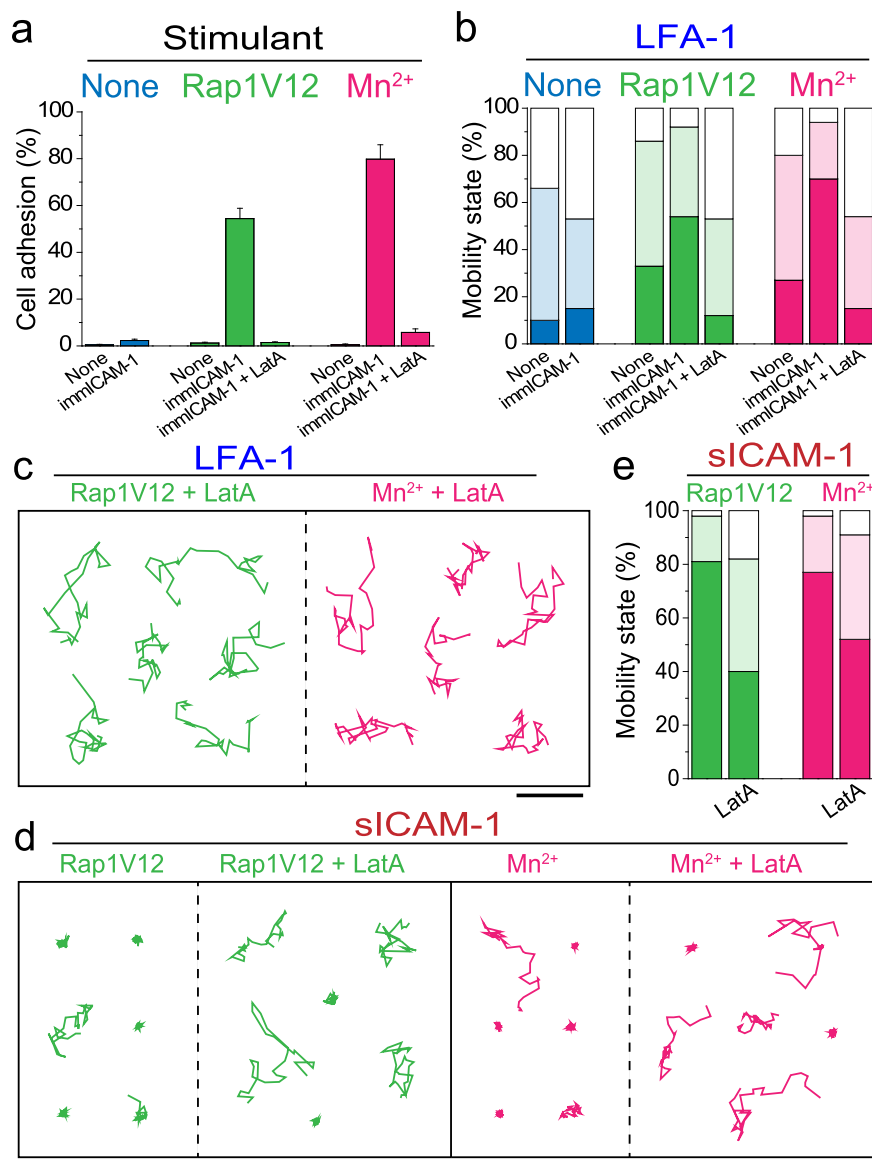 a
Stimulant
None Rap1V12 Mn²⁺
Cell adhesion (%)
100
80
60
40
20
0
None
immICAM-1
None
immICAM-1
immICAM-1 + LatA
None
immICAM-1
immICAM-1 + LatA
b
LFA-1
None Rap1V12 Mn²⁺
Mobility state (%)
100
80
60
40
20
0
None
immICAM-1
None
immICAM-1
immICAM-1 + LatA
None
immICAM-1
immICAM-1 + LatA
c
LFA-1
Rap1V12 + LatA Mn²⁺ + LatA
e
sICAM-1
Rap1V12 Mn²⁺
Mobility state (%)
100
80
60
40
20
0
LatA
LatA
d
sICAM-1
Rap1V12 Rap1V12 + LatA Mn²⁺ Mn²⁺ + LatA